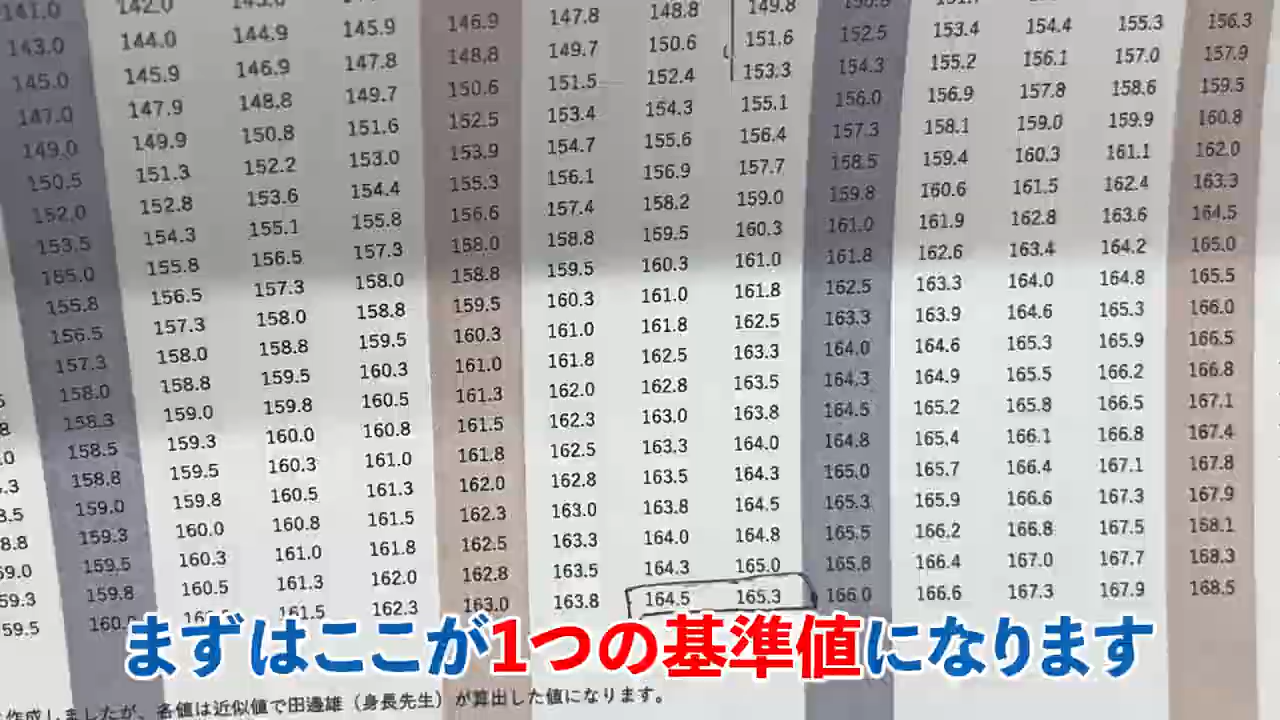 141.0 142.0
143.0 144.0 144.9 145.9 146.9 147.8 148.8 149.8
145.0 145.9 146.9 147.8 148.8 149.7 150.6 151.6 152.5 153.4 154.4 155.3 156.3
147.0 147.9 148.8 149.7 150.6 151.5 152.4 153.3 154.3 155.2 156.1 157.0 157.9
149.0 149.9 150.8 151.6 152.5 153.4 154.3 155.1 156.0 156.9 157.8 158.6 159.5
150.5 151.3 152.2 153.0 153.9 154.7 155.6 156.4 157.3 158.1 159.0 159.9 160.8
152.0 152.8 153.6 154.4 155.3 156.1 156.9 157.7 158.5 159.4 160.3 161.1 162.0
153.5 154.3 155.1 155.8 156.6 157.4 158.2 159.0 159.8 160.6 161.5 162.4 163.3
155.0 155.8 156.5 157.3 158.0 158.8 159.5 160.3 161.0 161.9 162.8 163.6 164.5
155.8 156.5 157.3 158.0 158.8 159.5 160.3 161.0 161.8 162.6 163.4 164.2 165.0
156.5 157.3 158.0 158.8 159.5 160.3 161.0 161.8 162.5 163.3 164.0 164.8 165.5
157.3 158.0 158.8 159.5 160.3 161.0 161.8 162.5 163.3 163.9 164.6 165.3 166.0
158.0 158.8 159.5 160.3 161.0 161.8 162.5 163.3 164.0 164.6 165.3 165.9 166.5
8 158.3 159.0 159.8 160.5 161.3 162.0 162.8 163.5 164.3 164.9 165.5 166.2 166.8
.0 158.5 159.3 160.0 160.8 161.5 162.3 163.0 163.8 164.5 165.2 165.8 166.5 167.1
.3 158.8 159.5 160.3 161.0 161.8 162.5 163.3 164.0 164.8 165.4 166.1 166.8 167.4
8.5 159.0 159.8 160.5 161.3 162.0 162.8 163.5 164.3 165.0 165.7 166.4 167.1 167.8
8.8 159.3 160.0 160.8 161.5 162.3 163.0 163.8 164.5 165.3 165.9 166.6 167.3 167.9
59.0 159.5 160.3 161.0 161.8 162.5 163.3 164.0 164.8 165.5 166.2 166.8 167.5 158.1
59.3 159.8 160.5 161.3 162.0 162.8 163.5 164.3 165.0 165.8 166.4 167.0 167.7 168.3
59.5 160. 161.5 162.3 163.0 163.8 164.5 165.3 166.0 166.6 167.3 167.9 168.5
まずはここが1つの基準値になります
作成しましたが、各値は近似値で田邊雄（身長先生）が算出した値になります。